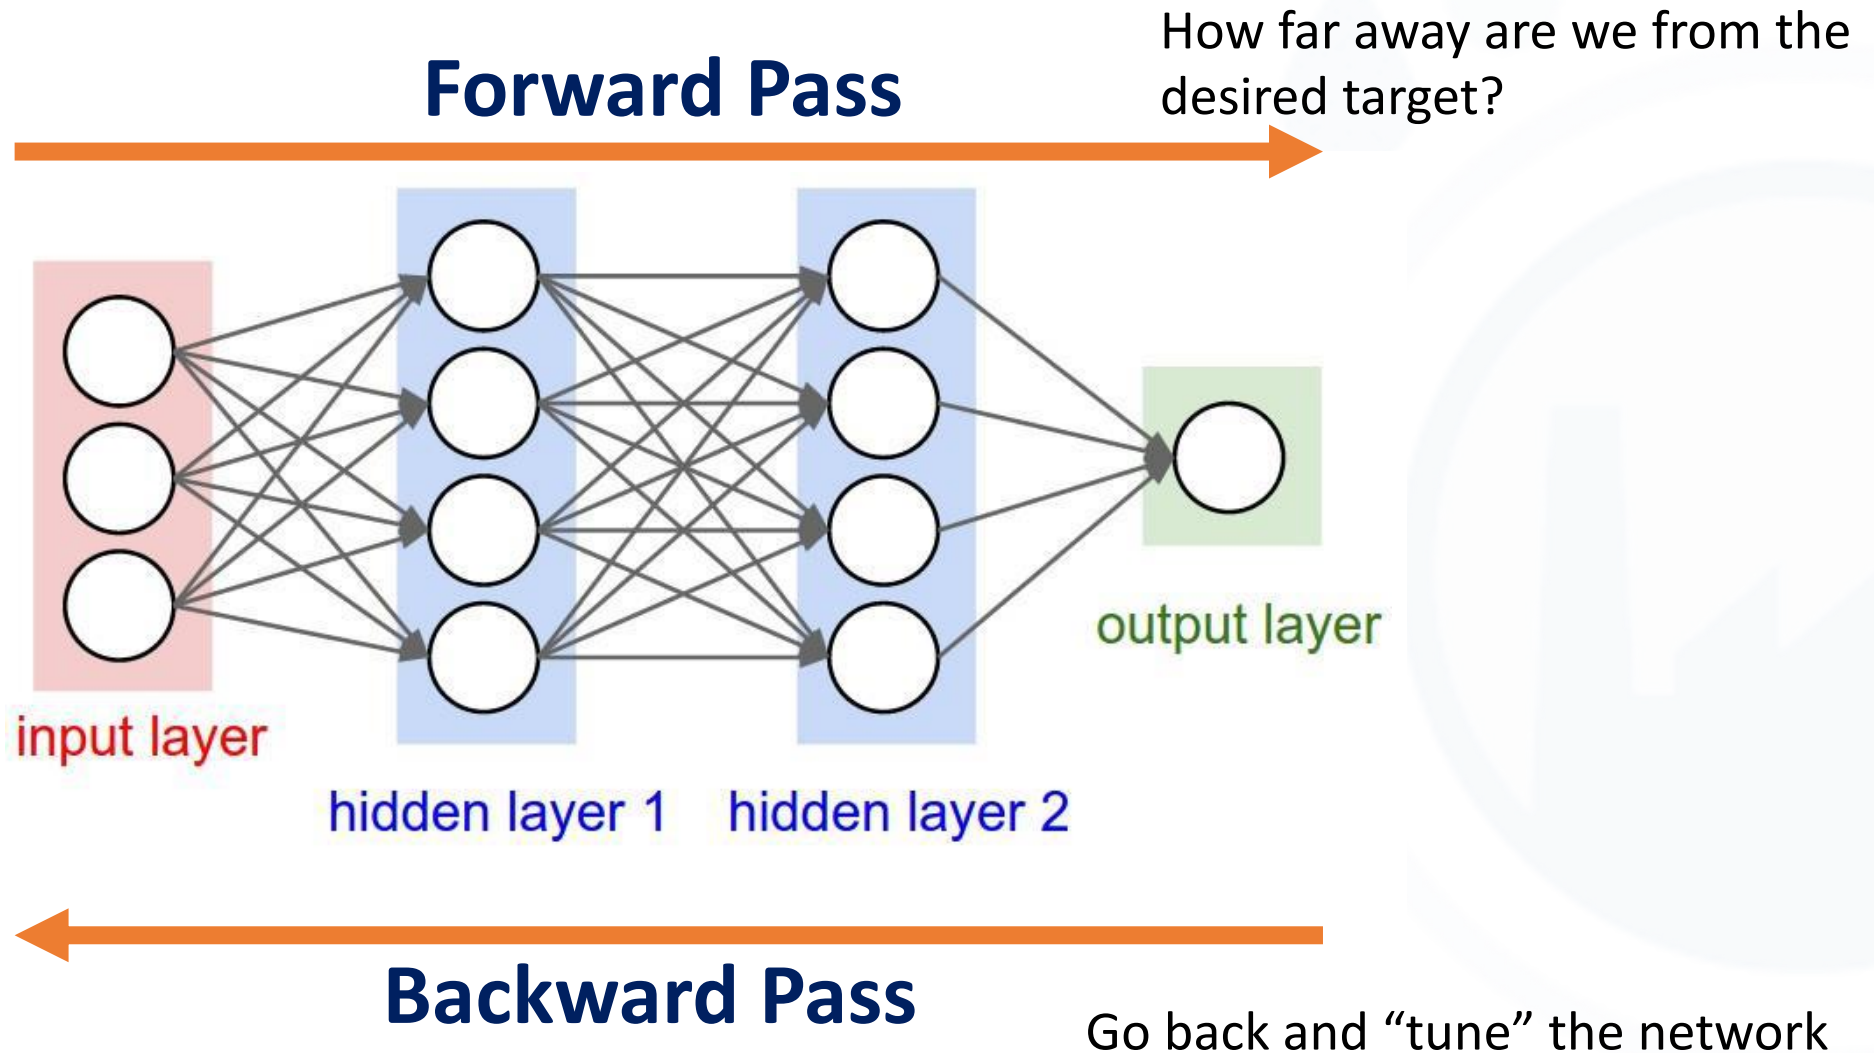 Forward Pass
How far away are we from the
desired target?
input layer
hidden layer 1
hidden layer 2
output layer
Backward Pass
Go back and “tune” the network